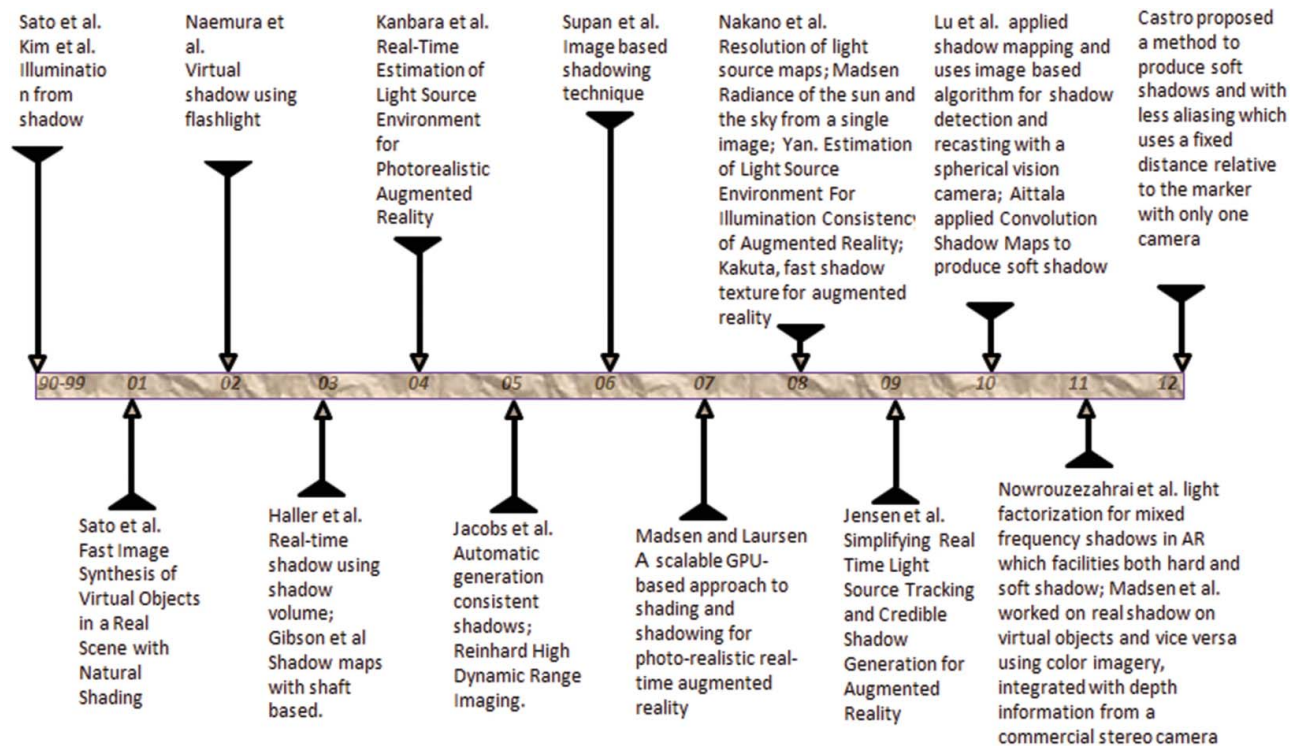 Sato et al.
Kim et al.
Illuminatio
n from
shadow
Naemura et
al.
Virtual
shadow using
flashlight
Kanbara et al.
Real-Time
Estimation of
Light Source
Environment
for
Photorealistic
Augmented
Reality
Supan et al.
Image based
shadowing
technique
Nakano et al.
Resolution of light
source maps; Madsen
Radiance of the sun and
the sky from a single
image; Yan. Estimation
of Light Source
Environment For
Illumination Consistency
of Augmented Reality;
Kakuta, fast shadow
texture for augmented
reality
Lu et al. applied
shadow mapping and
uses image based
algorithm for shadow
detection and
recasting with a
spherical vision
camera; Aittala
applied Convolution
Shadow Maps to
produce soft shadow
Castro proposed
a method to
produce soft
shadows and with
less aliasing which
uses a fixed
distance relative
to the marker
with only one
camera
90-99 01 02 03 04 05 06 07 08 09 10 11 12
Sato et al.
Fast Image
Synthesis of
Virtual Objects
in a Real
Scene with
Natural
Shading
Haller et al.
Real-time
shadow using
shadow
volume;
Gibson et al
Shadow maps
with shaft
based.
Jacobs et al.
Automatic
generation
consistent
shadows;
Reinhard High
Dynamic Range
Imaging.
Madsen and Laursen
A scalable GPU-
based approach to
shading and
shadowing for
photo-realistic real-
time augmented
reality
Jensen et al.
Simplifying Real
Time Light
Source Tracking
and Credible
Shadow
Generation for
Augmented
Reality
Nowrouzezahrai et al. light
factorization for mixed
frequency shadows in AR
which facilities both hard and
soft shadow; Madsen et al.
worked on real shadow on
virtual objects and vice versa
using color imagery,
integrated with depth
information from a
commercial stereo camera